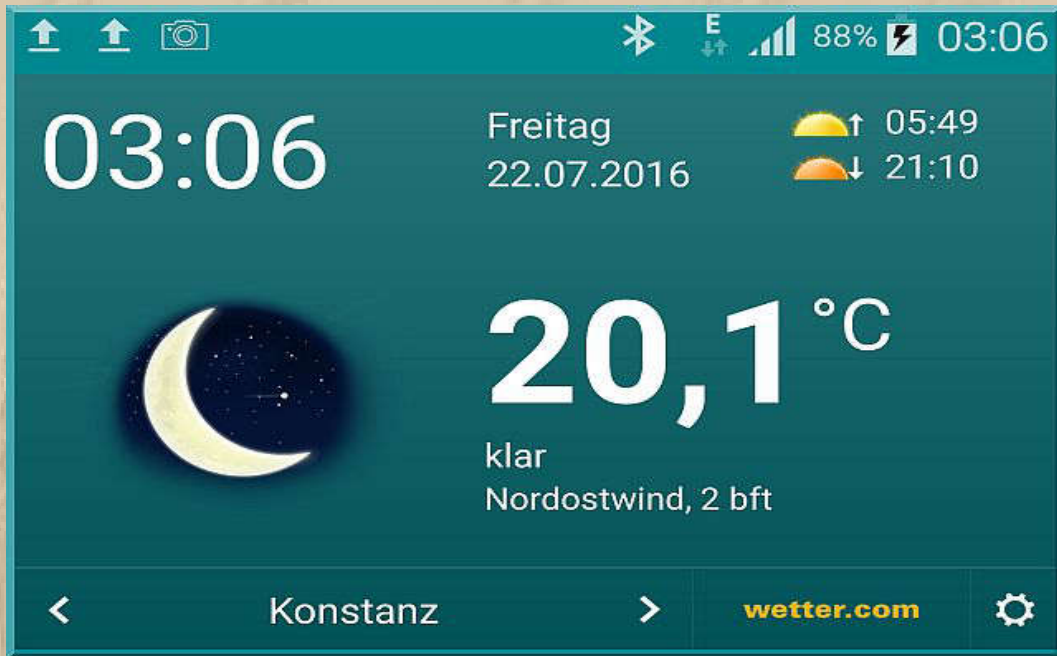 E 88% 03:06
03:06
Freitag
22.07.2016
05:49
21:10
20,1 °C
klar
Nordostwind, 2 bft
Konstanz
wetter.com